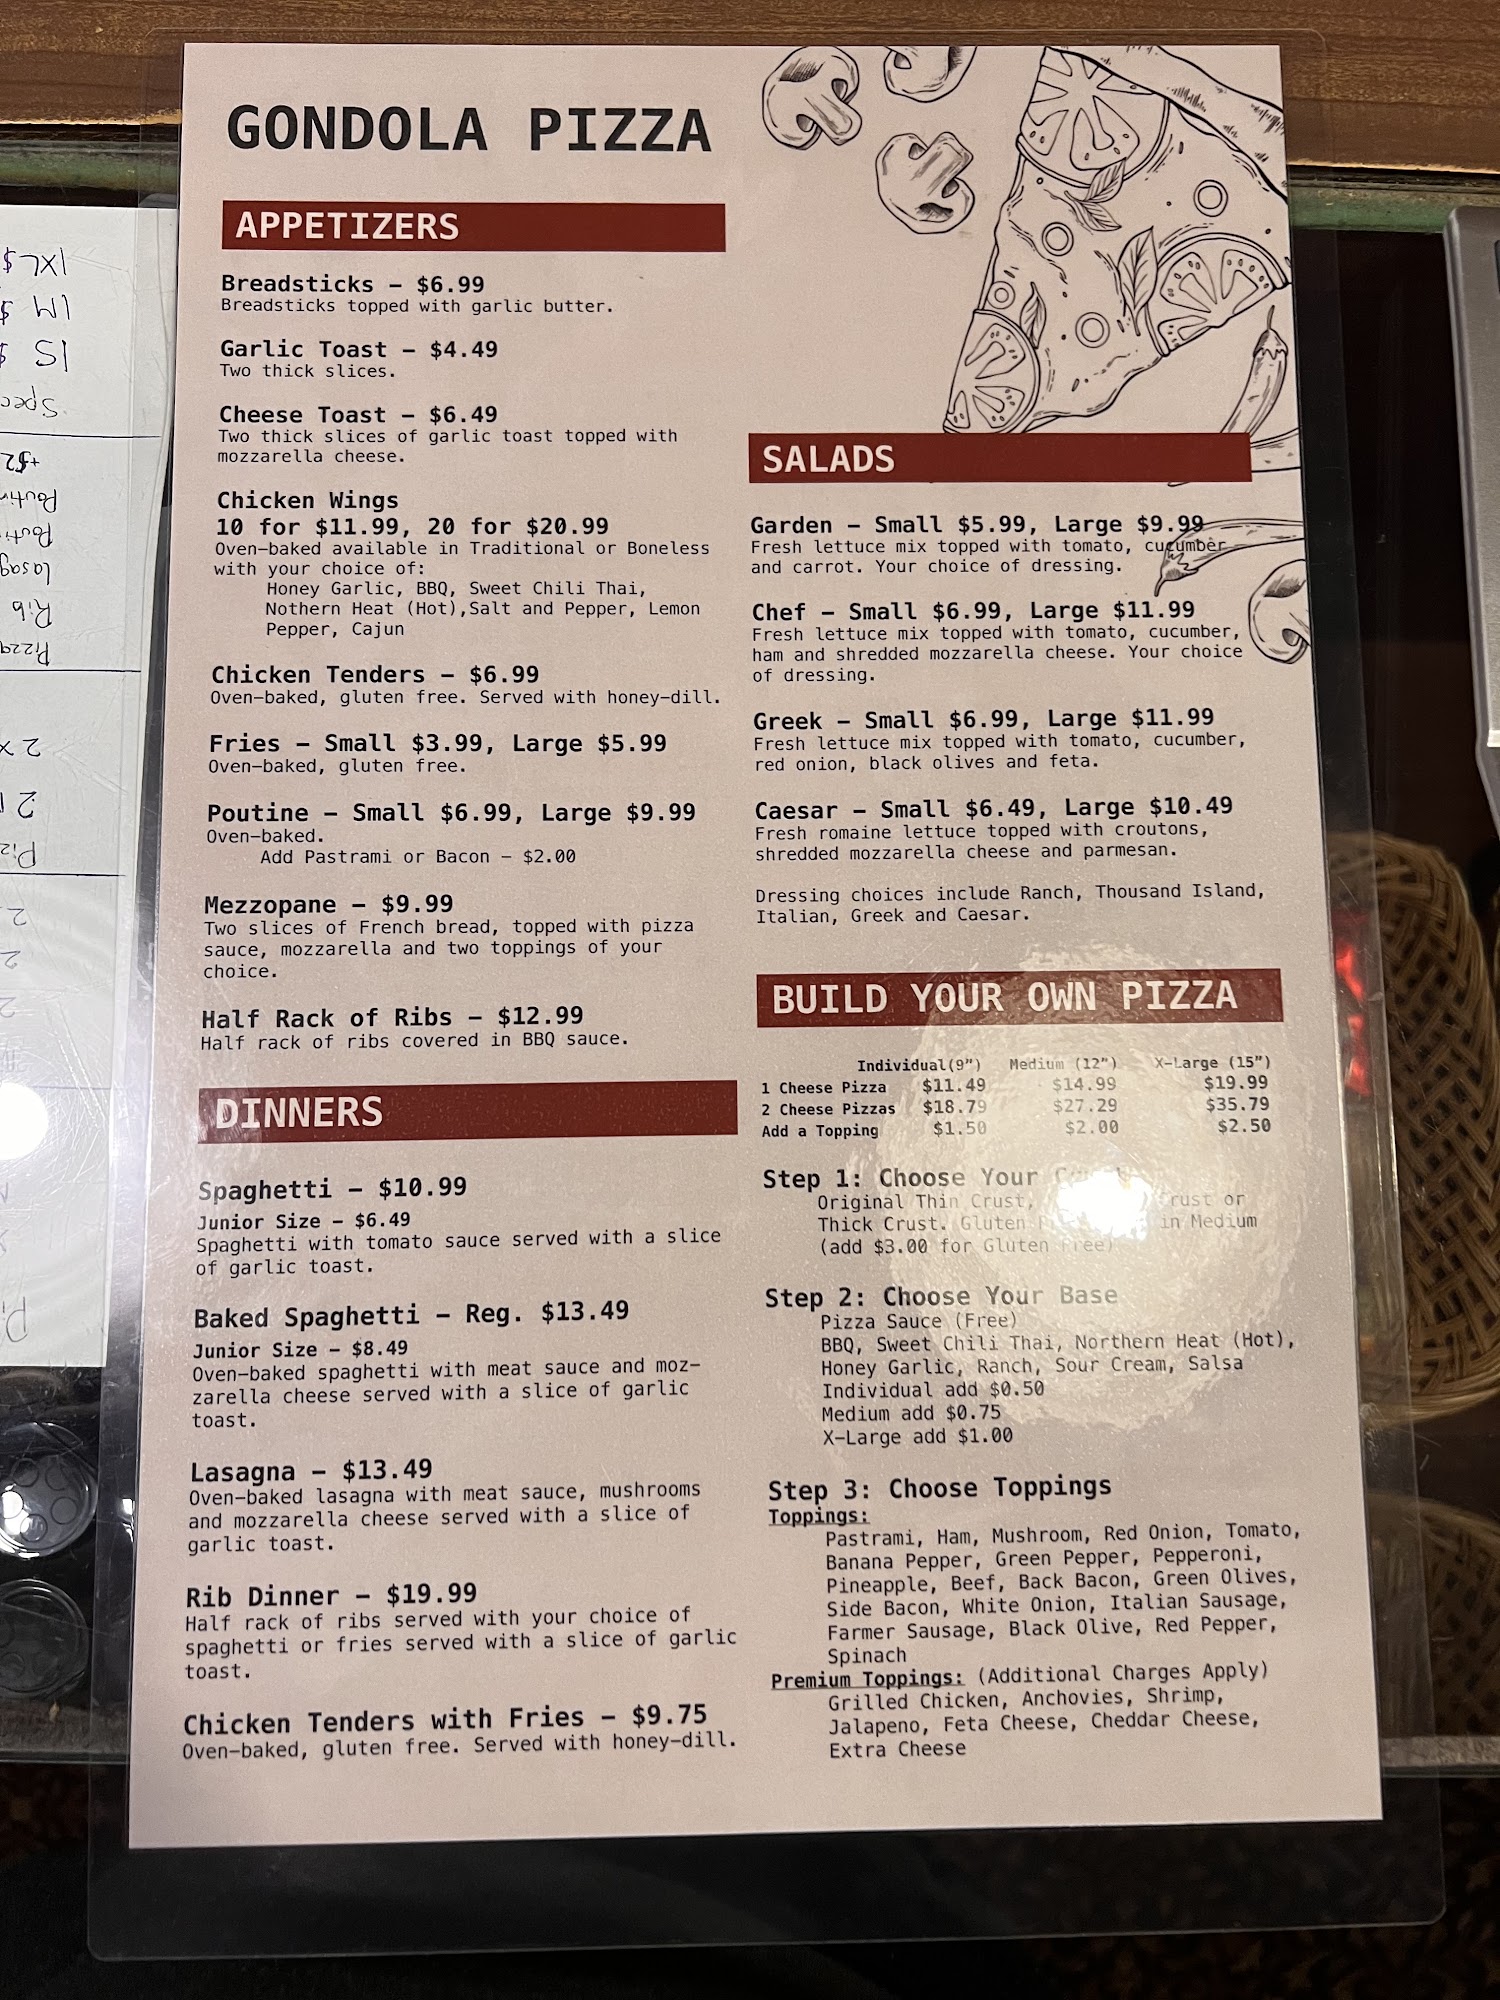 GONDOLA PIZZA
APPETIZERS
Breadsticks – $6.99
Breadsticks topped with garlic butter.
Garlic Toast – $4.49
Two thick slices.
Cheese Toast – $6.49
Two thick slices of garlic toast topped with
mozzarella cheese.
Chicken Wings
10 for $11.99, 20 for $20.99
Oven-baked available in Traditional or Boneless
with your choice of:
Honey Garlic, BBQ, Sweet Chili Thai,
Nothern Heat (Hot),Salt and Pepper, Lemon
Pepper, Cajun
Chicken Tenders – $6.99
Oven-baked, gluten free. Served with honey-dill.
Fries – Small $3.99, Large $5.99
Oven-baked, gluten free.
Poutine – Small $6.99, Large $9.99
Oven-baked.
Add Pastrami or Bacon – $2.00
Mezzopane – $9.99
Two slices of French bread, topped with pizza
sauce, mozzarella and two toppings of your
choice.
Half Rack of Ribs – $12.99
Half rack of ribs covered in BBQ sauce.
DINNERS
Spaghetti – $10.99
Junior Size – $6.49
Spaghetti with tomato sauce served with a slice
of garlic toast.
Baked Spaghetti – Reg. $13.49
Junior Size – $8.49
Oven-baked spaghetti with meat sauce and moz-
zarella cheese served with a slice of garlic
toast.
Lasagna – $13.49
Oven-baked lasagna with meat sauce, mushrooms
and mozzarella cheese served with a slice of
garlic toast.
Rib Dinner – $19.99
Half rack of ribs served with your choice of
spaghetti or fries served with a slice of garlic
toast.
Chicken Tenders with Fries – $9.75
Oven-baked, gluten free. Served with honey-dill.
SALADS
Garden – Small $5.99, Large $9.99
Fresh lettuce mix topped with tomato, cucumber
and carrot. Your choice of dressing.
Chef – Small $6.99, Large $11.99
Fresh lettuce mix topped with tomato, cucumber,
ham and shredded mozzarella cheese. Your choice
of dressing.
Greek – Small $6.99, Large $11.99
Fresh lettuce mix topped with tomato, cucumber,
red onion, black olives and feta.
Caesar – Small $6.49, Large $10.49
Fresh romaine lettuce topped with croutons,
shredded mozzarella cheese and parmesan.
Dressing choices include Ranch, Thousand Island,
Italian, Greek and Caesar.
BUILD YOUR OWN PIZZA
Individual(9") Medium (12") X-Large (15")
1 Cheese Pizza $11.49 $14.99 $19.99
2 Cheese Pizzas $18.79 $27.29 $35.79
Add a Topping $1.50 $2.00 $2.50
Step 1: Choose Your
Original Thin Crust, or
Thick Crust. Gluten in Medium
(add $3.00 for Gluten Free)
Step 2: Choose Your Base
Pizza Sauce (Free)
BBQ, Sweet Chili Thai, Northern Heat (Hot),
Honey Garlic, Ranch, Sour Cream, Salsa
Individual add $0.50
Medium add $0.75
X-Large add $1.00
Step 3: Choose Toppings
Toppings:
Pastrami, Ham, Mushroom, Red Onion, Tomato,
Banana Pepper, Green Pepper, Pepperoni,
Pineapple, Beef, Back Bacon, Green Olives,
Side Bacon, White Onion, Italian Sausage,
Farmer Sausage, Black Olive, Red Pepper,
Spinach
Premium Toppings: (Additional Charges Apply)
Grilled Chicken, Anchovies, Shrimp,
Jalapeno, Feta Cheese, Cheddar Cheese,
Extra Cheese